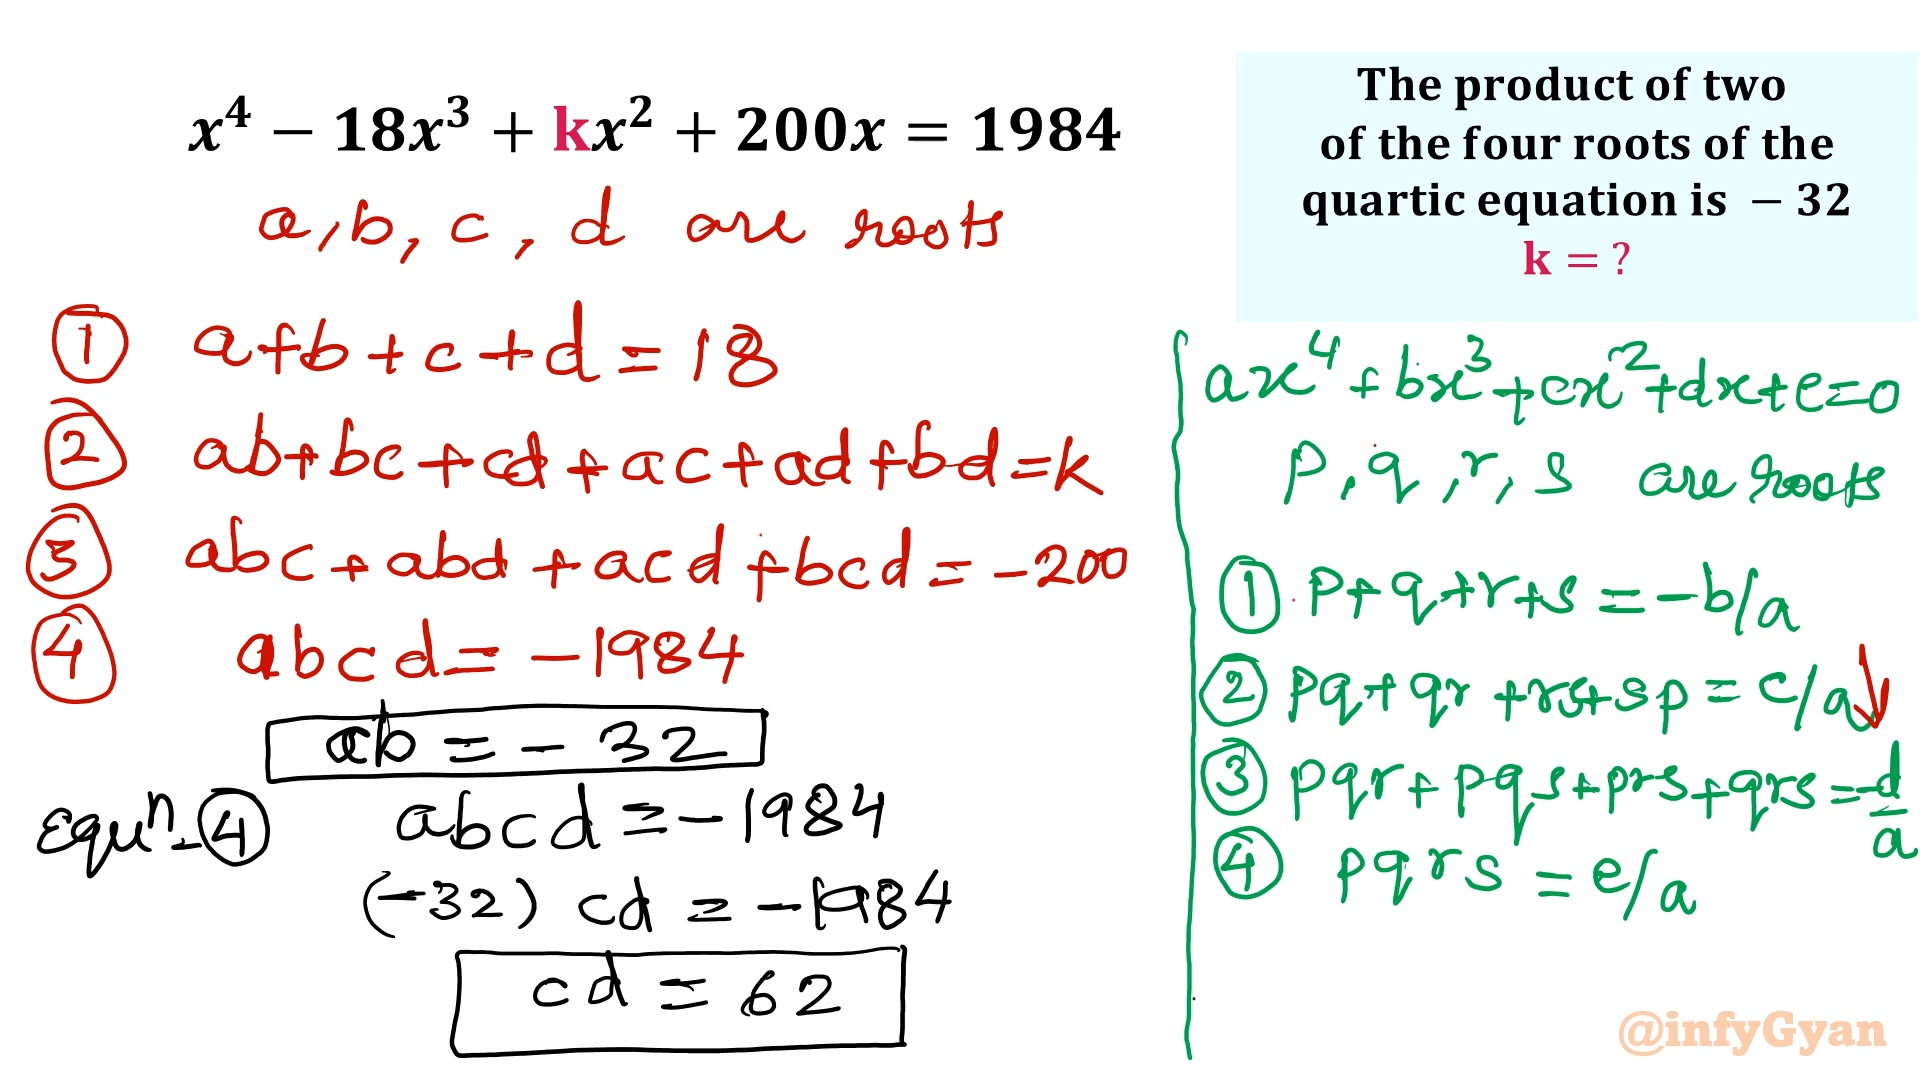 x⁴ − 18x³ + kx² + 200x = 1984
a, b, c, d are roots
① a+b+c+d = 18
② ab+bc+cd+ac+ad+bd=k
③ abc+abd+acd+bcd = -200
④ abcd = -1984
ab = -32
equⁿ-④ abcd = -1984
(-32) cd = -1984
cd = 62
The product of two
of the four roots of the
quartic equation is − 32
k = ?
ax⁴+bx³+cx²+dx+e=0
p, q, r, s are roots
① p+q+r+s = -b/a
② pq+qr+rs+sp = c/a
③ pqr+pqs+prs+qrs = -d/a
④ pqrs = e/a
@infyGyan